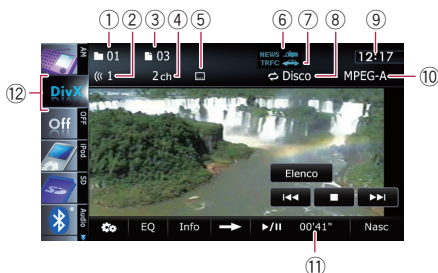 ① ② ③ ④ ⑤ ⑥ ⑦ ⑧ ⑨
01 03 NEWS 12:17
1 2 ch TRFC Disco MPEG-A ⑩
⑫
AM
DivX
Off OFF
iPod
SD
Audio
Elenco
EQ Info 00'41" Nasc
⑪